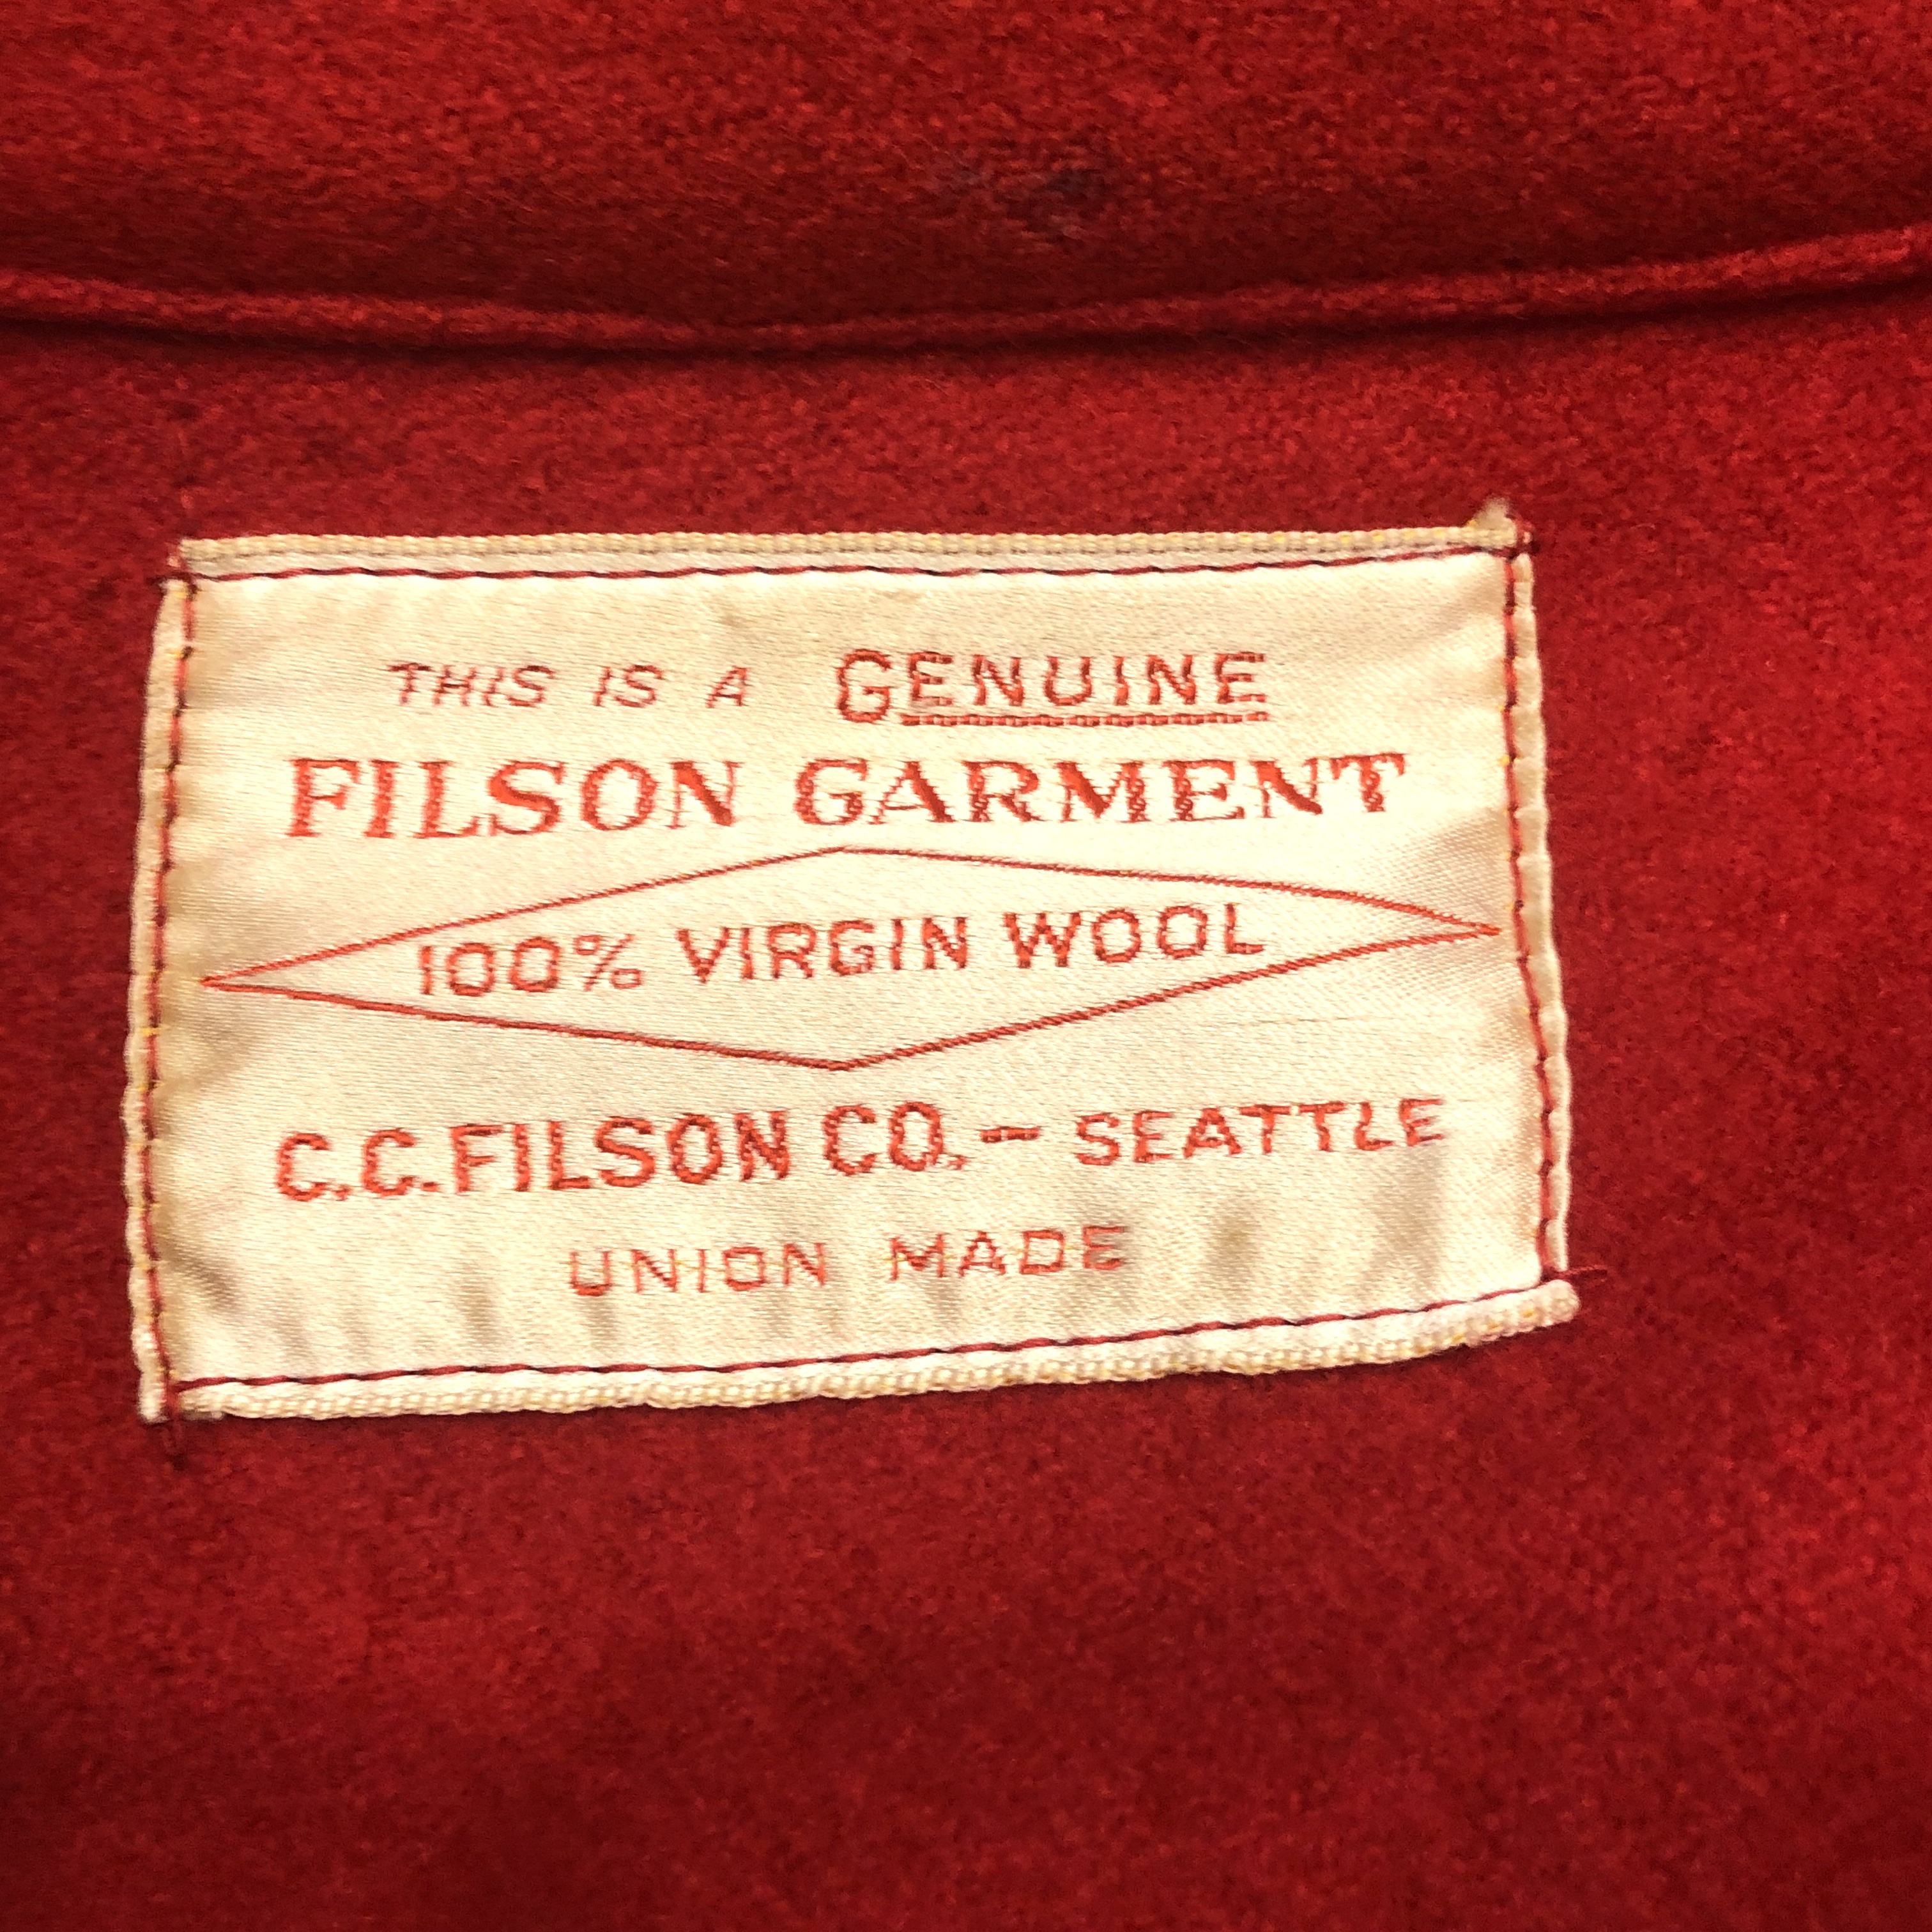 THIS IS A GENUINE
FILSON GARMENT
100% VIRGIN WOOL
C.C. FILSON CO. - SEATTLE
UNION MADE